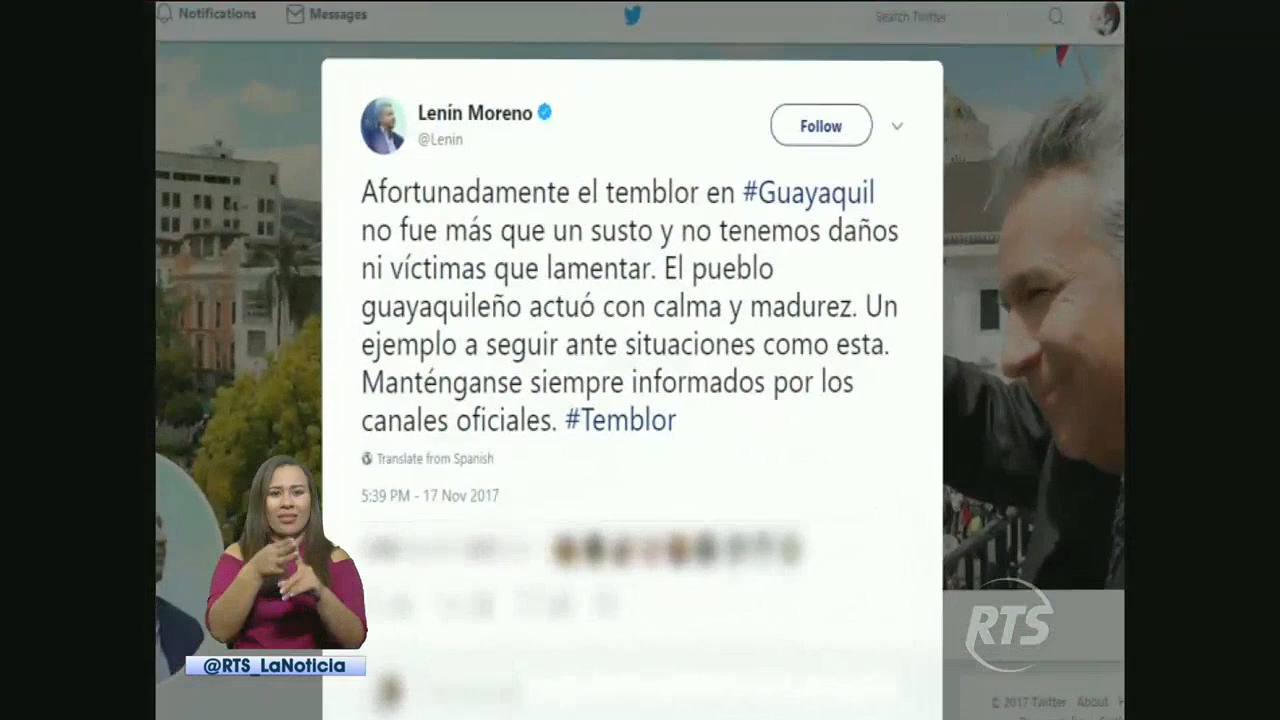 Notifications
Messages
Search Twitter
Lenín Moreno
@Lenin
Follow
Afortunadamente el temblor en #Guayaquil
no fue más que un susto y no tenemos daños
ni víctimas que lamentar. El pueblo
guayaquileño actuó con calma y madurez. Un
ejemplo a seguir ante situaciones como esta.
Manténganse siempre informados por los
canales oficiales. #Temblor
Translate from Spanish
5:39 PM - 17 Nov 2017
RTS
@RTS_LaNoticia
© 2017 Twitter About